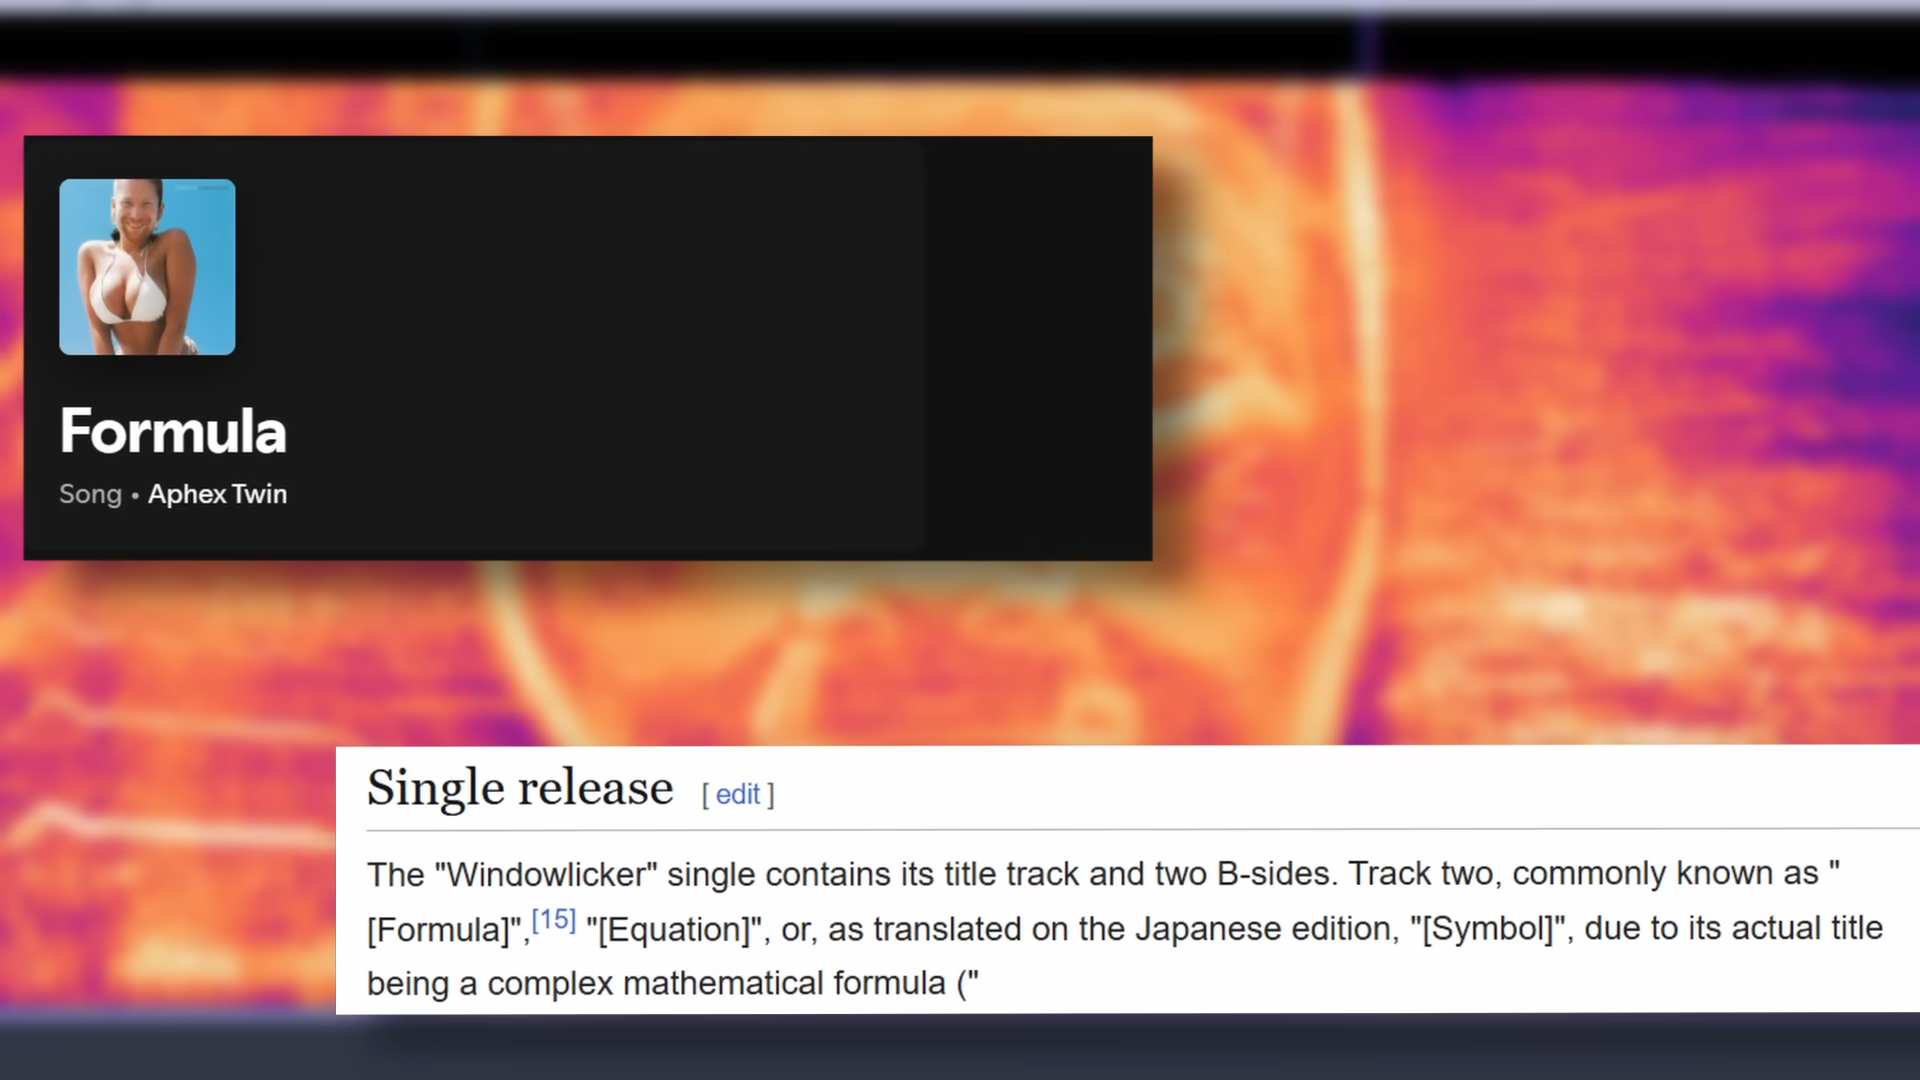 Formula
Song • Aphex Twin
Single release [ edit ]
The "Windowlicker" single contains its title track and two B-sides. Track two, commonly known as "
[Formula]",[15] "[Equation]", or, as translated on the Japanese edition, "[Symbol]", due to its actual title
being a complex mathematical formula ("